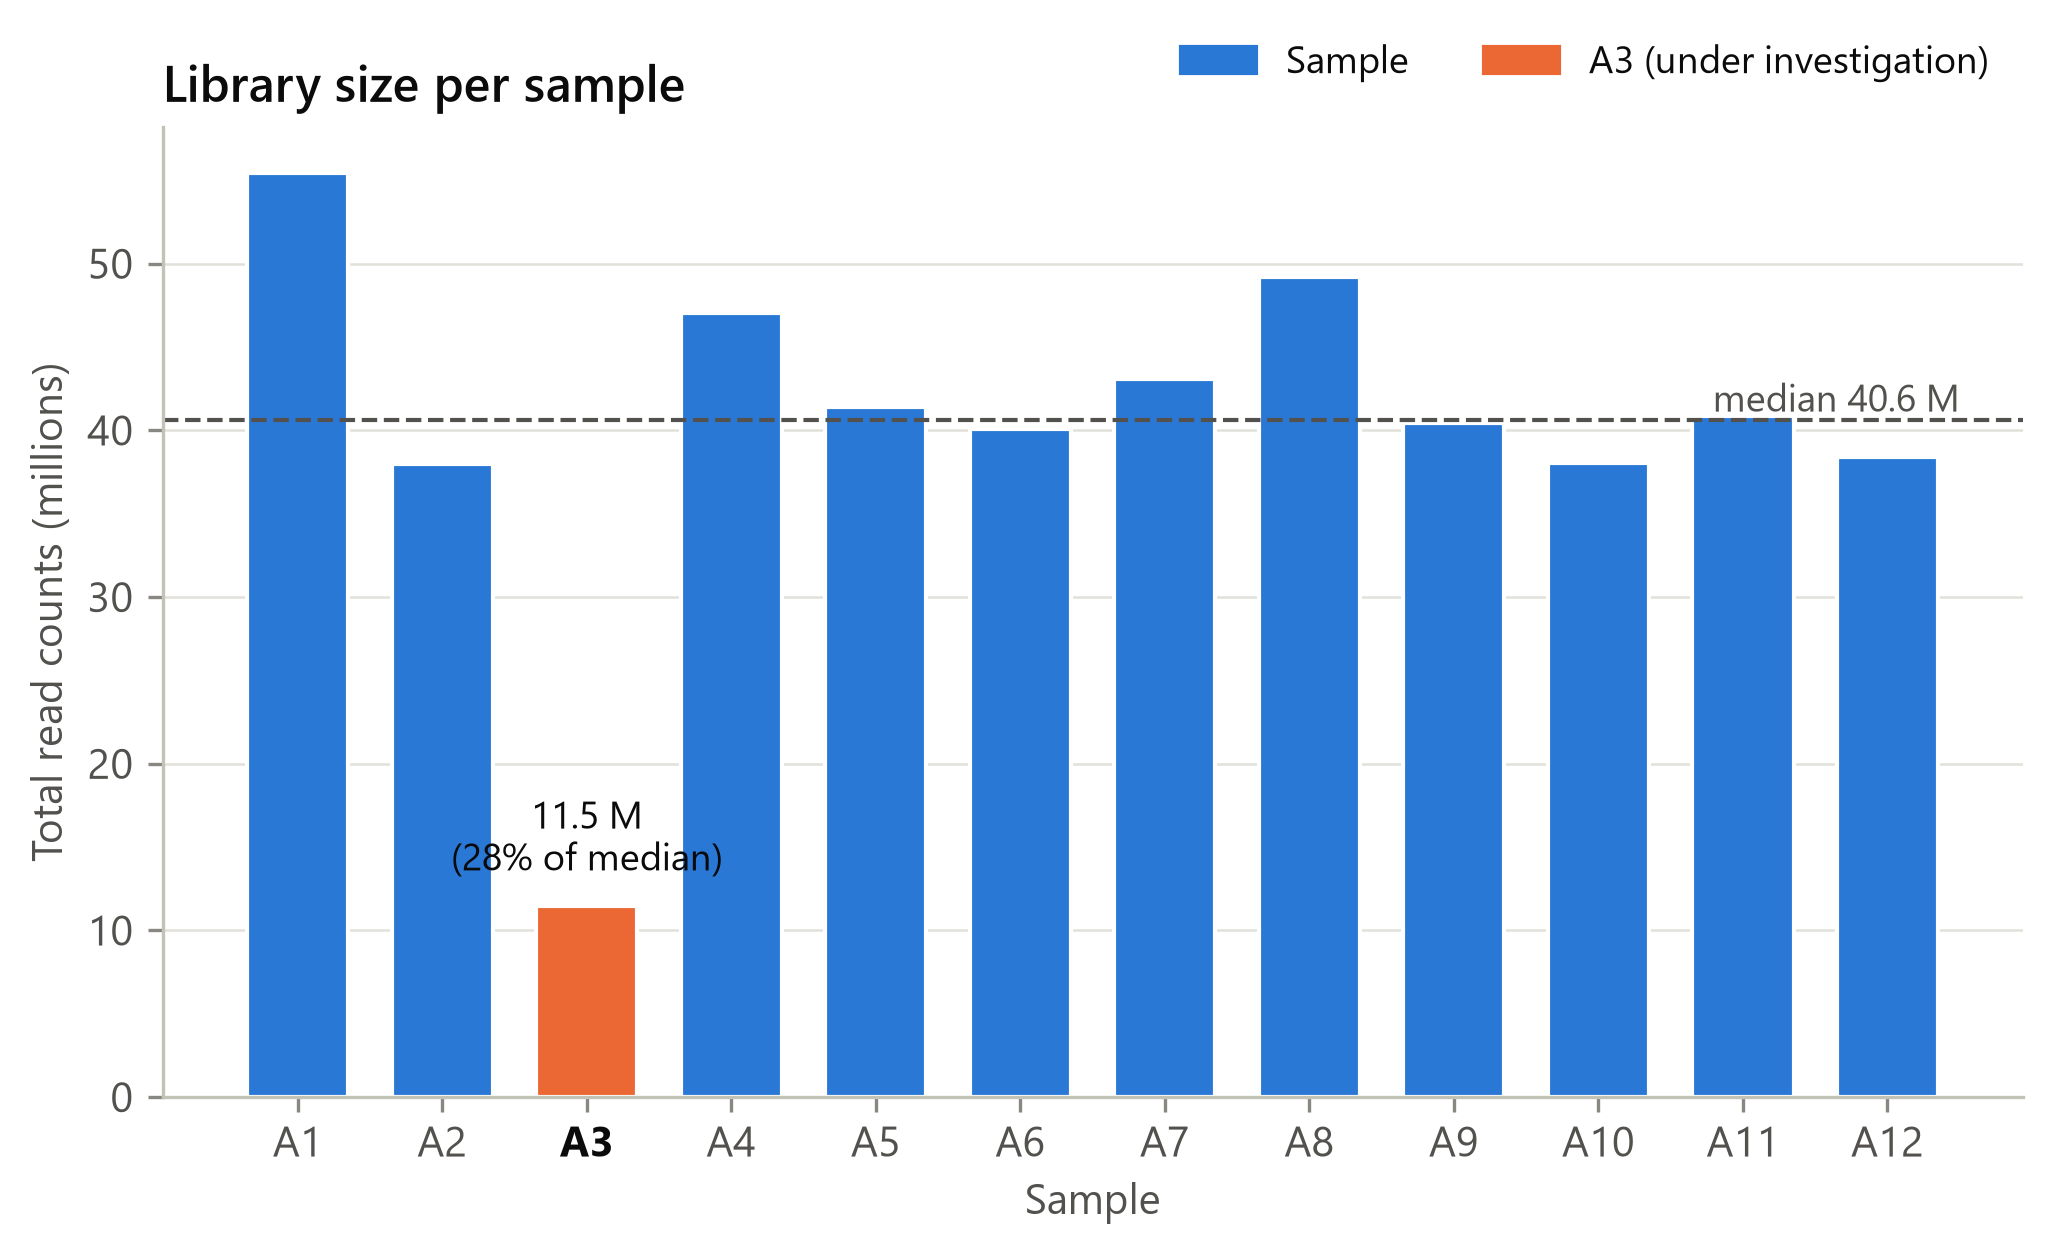 Library size per sample
Sample
A3 (under investigation)
Total read counts (millions)
50
40
30
20
10
0
median 40.6 M
11.5 M
(28% of median)
A1 A2 A3 A4 A5 A6 A7 A8 A9 A10 A11 A12
Sample